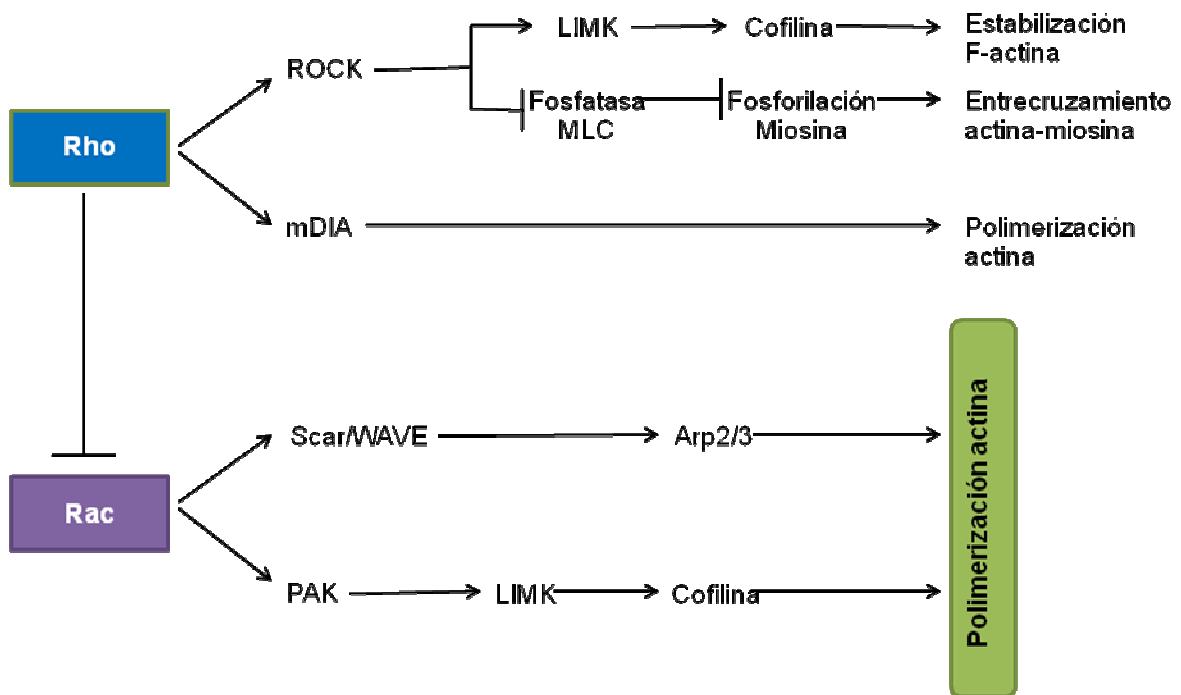 LIMK
Cofilina
Estabilización
F-actina
ROCK
Fosfatasa
MLC
Fosforilación
Miosina
Entrecruzamiento
actina-miosina
Rho
mDIA
Polimerización
actina
Scar/WAVE
Arp2/3
Rac
PAK
LIMK
Cofilina
Polimerización actina